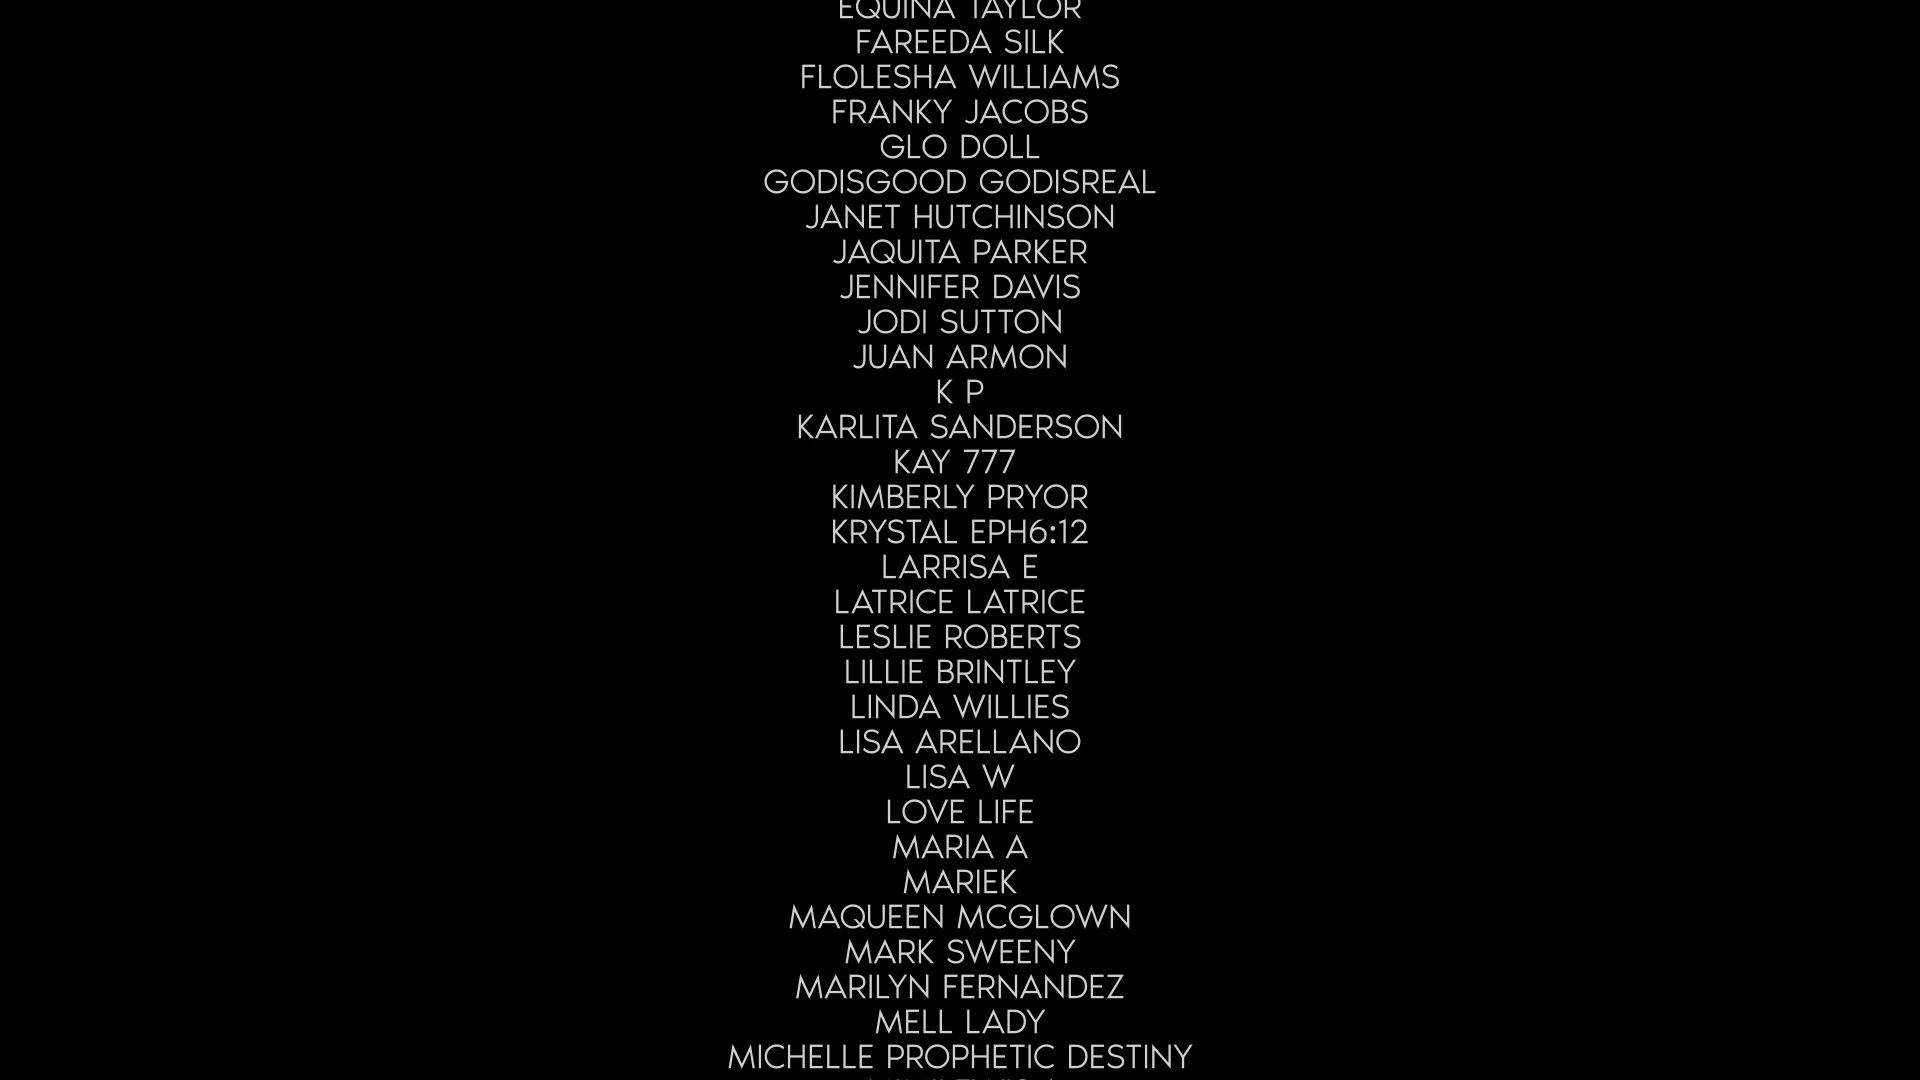 EQUINA TAYLOR
FAREEDA SILK
FLOLESHA WILLIAMS
FRANKY JACOBS
GLO DOLL
GODISGOOD GODISREAL
JANET HUTCHINSON
JAQUITA PARKER
JENNIFER DAVIS
JODI SUTTON
JUAN ARMON
K P
KARLITA SANDERSON
KAY 777
KIMBERLY PRYOR
KRYSTAL EPH6:12
LARRISA E
LATRICE LATRICE
LESLIE ROBERTS
LILLIE BRINTLEY
LINDA WILLIES
LISA ARELLANO
LISA W
LOVE LIFE
MARIA A
MARIEK
MAQUEEN MCGLOWN
MARK SWEENY
MARILYN FERNANDEZ
MELL LADY
MICHELLE PROPHETIC DESTINY